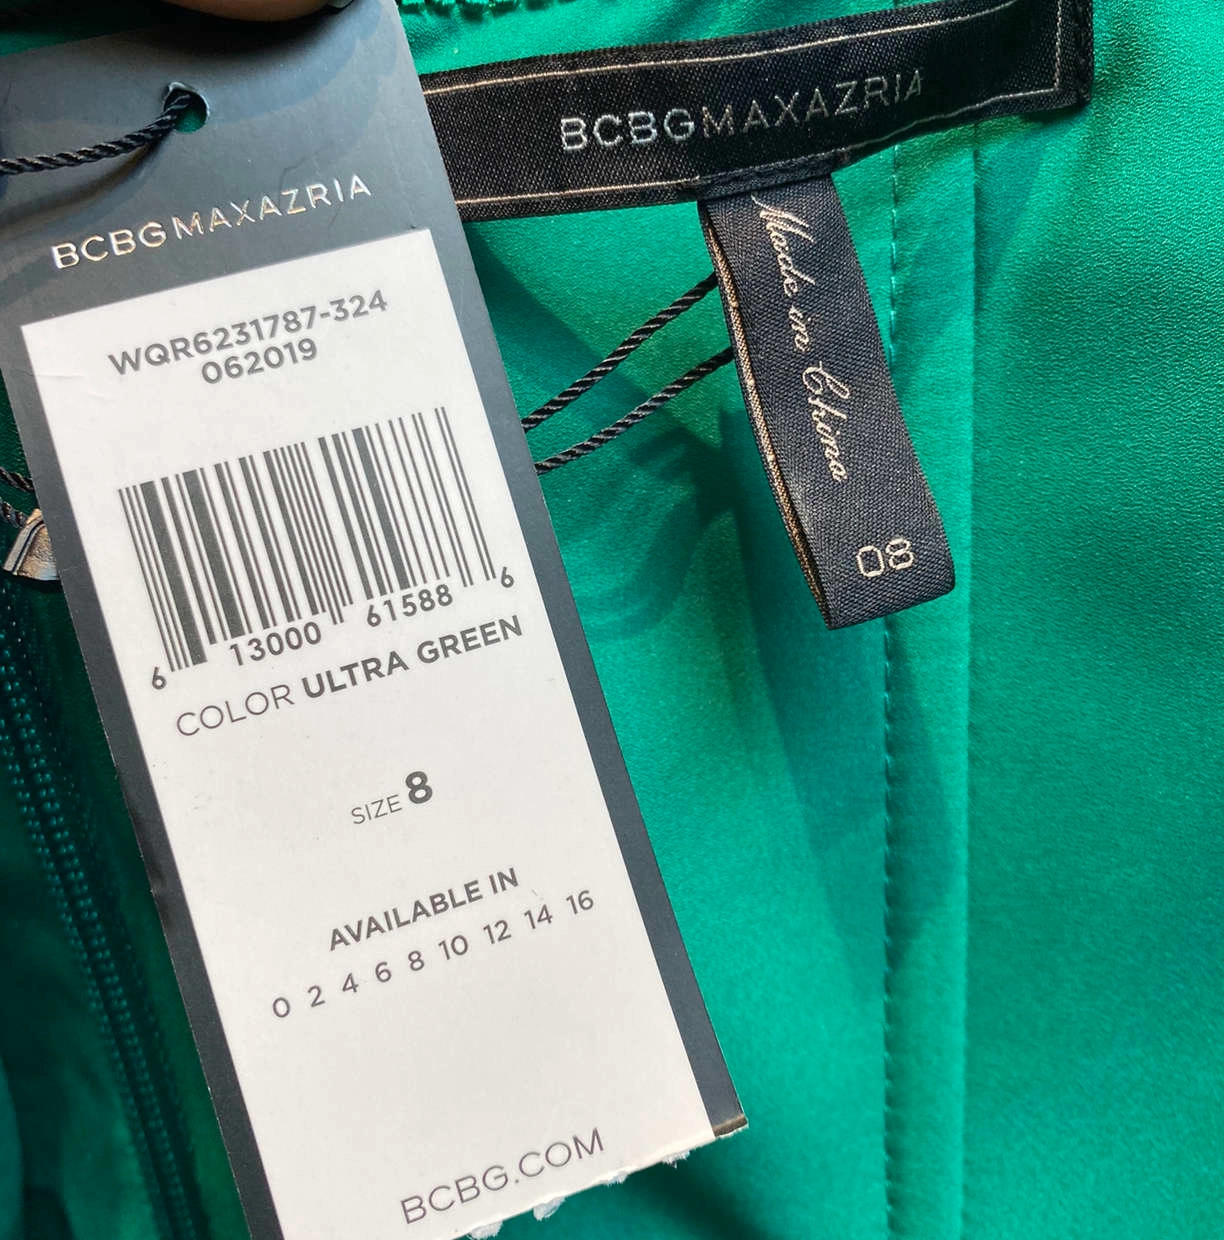 BCBGMAXAZRIA
WQR6231787-324
062019
6 13000 61588 6
COLOR ULTRA GREEN
SIZE 8
AVAILABLE IN
0 2 4 6 8 10 12 14 16
BCBG.COM
BCBGMAXAZRIA
Made in China
08